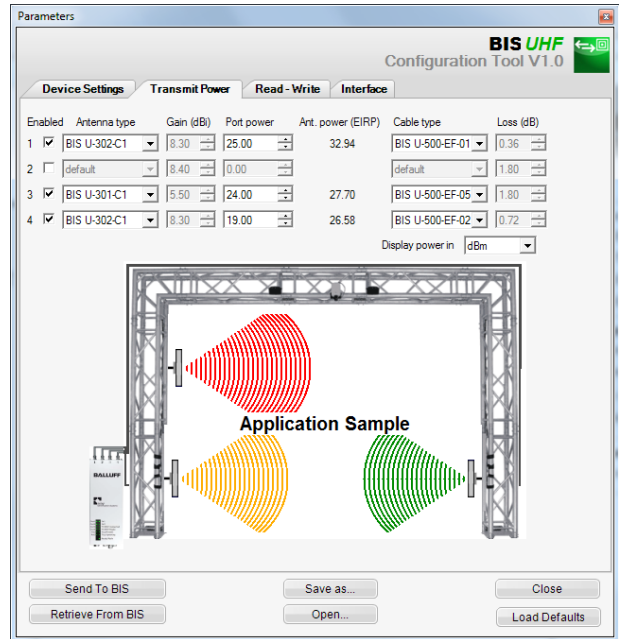 Parameters
BIS UHF
Configuration Tool V1.0
Device Settings Transmit Power Read - Write Interface
Enabled Antenna type Gain (dBi) Port power Ant. power (EIRP) Cable type Loss (dB)
1 BIS U-302-C1 8.30 25.00 32.94 BIS U-500-EF-01 0.36
2 default 8.40 0.00 default 1.80
3 BIS U-301-C1 5.50 24.00 27.70 BIS U-500-EF-05 1.80
4 BIS U-302-C1 8.30 19.00 26.58 BIS U-500-EF-02 0.72
Display power in dBm
Application Sample
BALLUFF
Send To BIS Save as... Close
Retrieve From BIS Open... Load Defaults